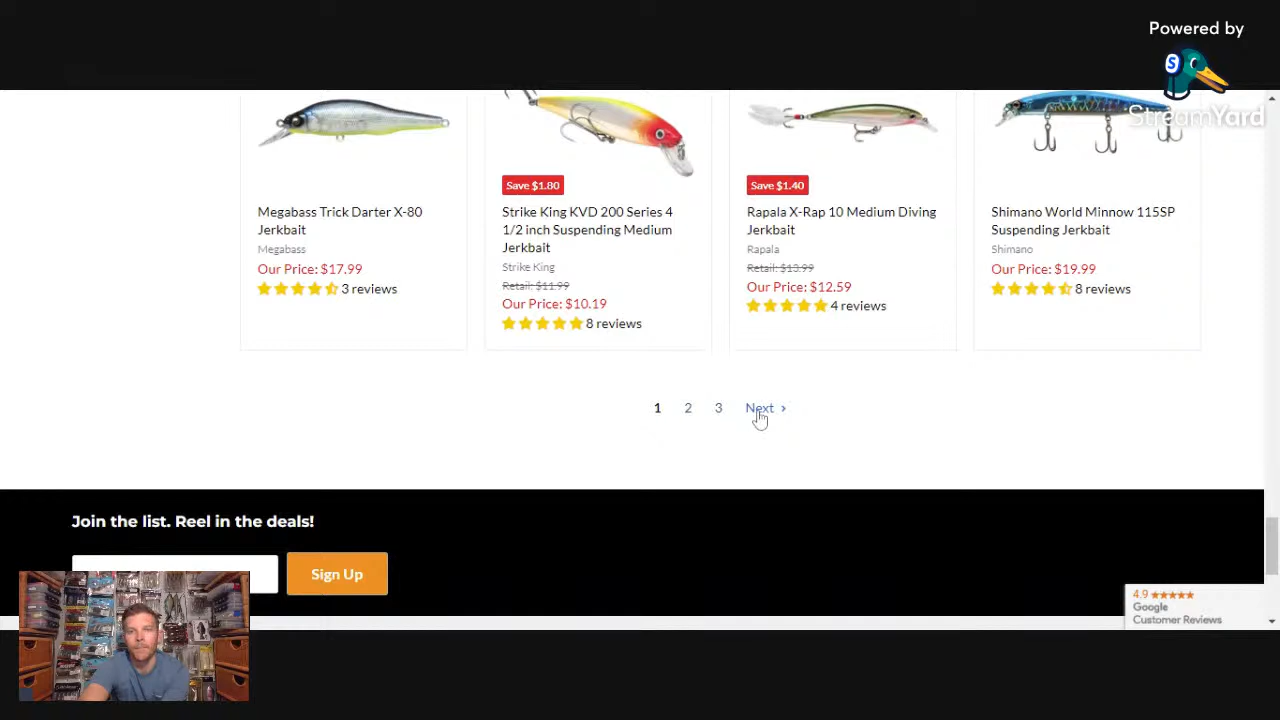 Powered by
S
StreamYard
Save $1.80
Save $1.40
Megabass Trick Darter X-80
Jerkbait
Megabass
Our Price: $17.99
3 reviews
Strike King KVD 200 Series 4
1/2 inch Suspending Medium
Jerkbait
Strike King
Retail: $11.99
Our Price: $10.19
8 reviews
Rapala X-Rap 10 Medium Diving
Jerkbait
Rapala
Retail: $13.99
Our Price: $12.59
4 reviews
Shimano World Minnow 115SP
Suspending Jerkbait
Shimano
Our Price: $19.99
8 reviews
1 2 3 Next ›
Join the list. Reel in the deals!
Sign Up
4.9
Google
Customer Reviews